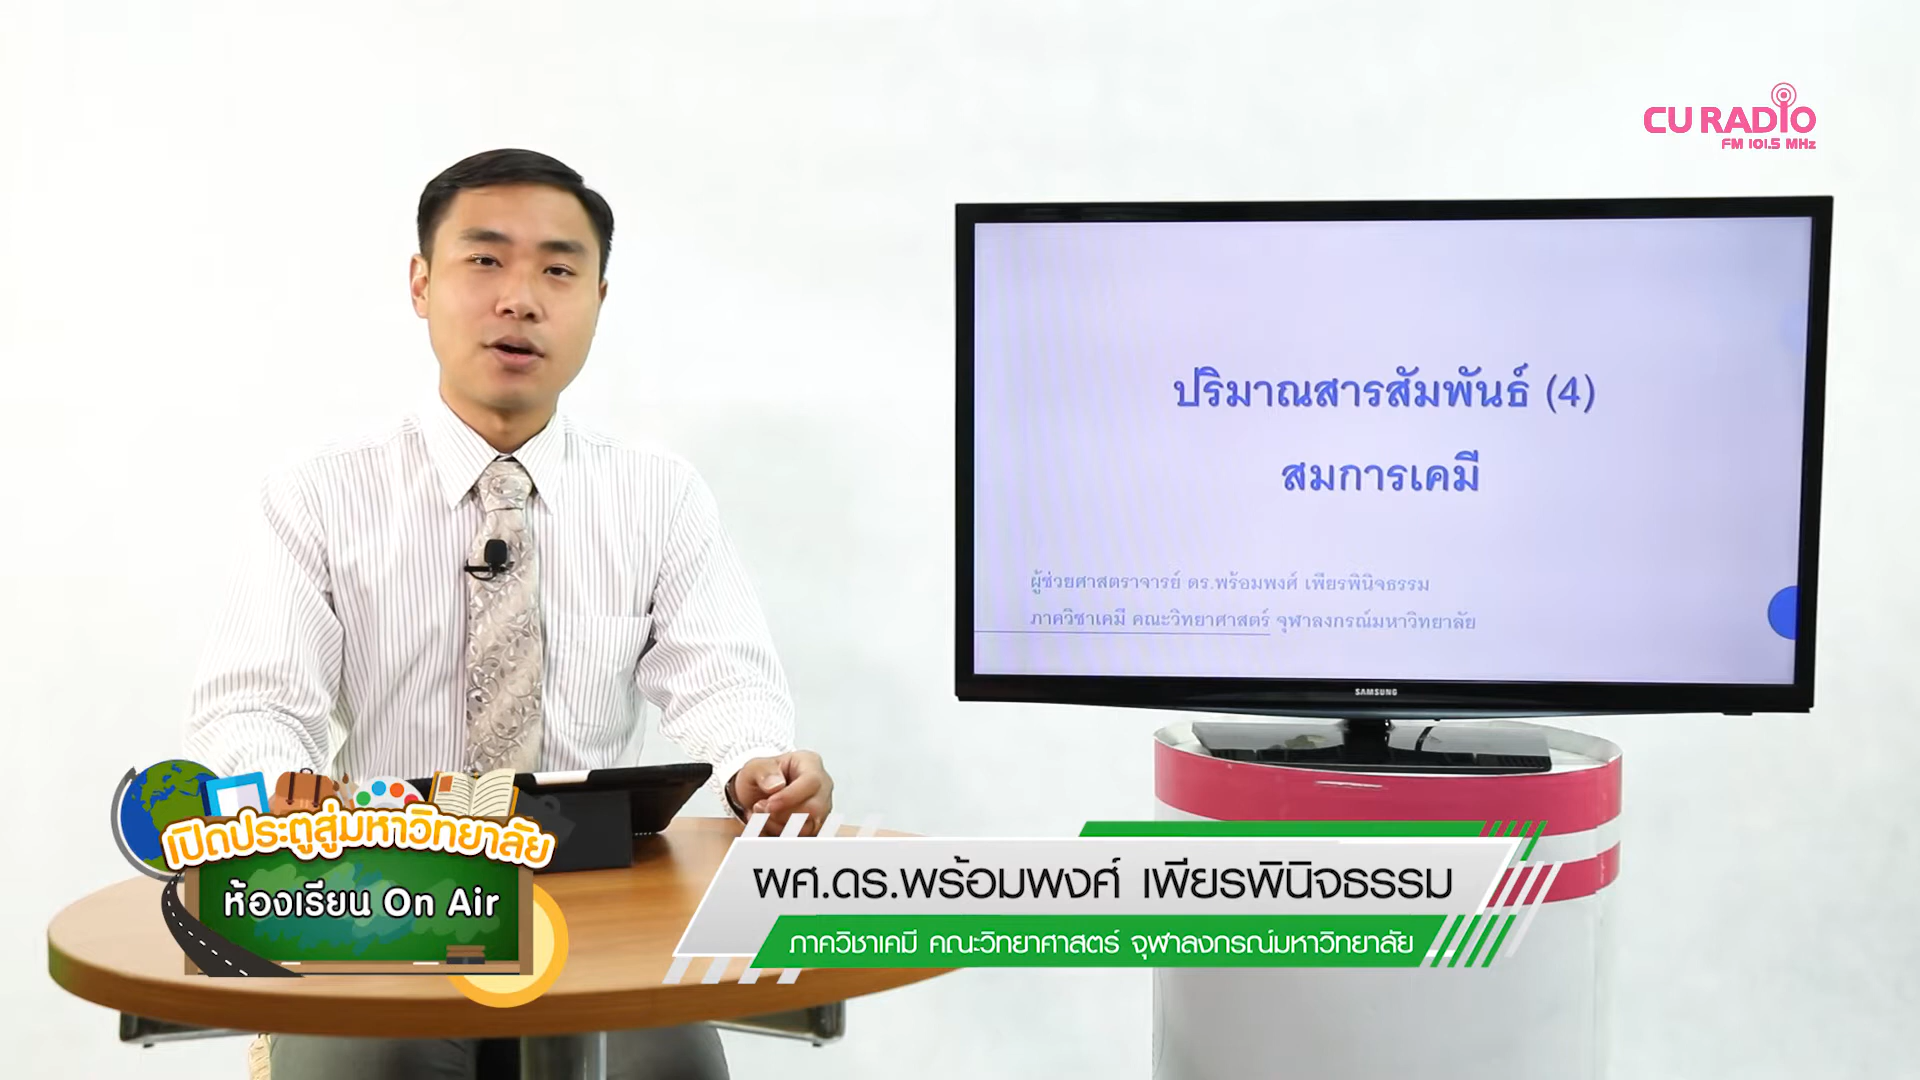 CU RADIO
FM 101.5 MHz
ปริมาณสารสัมพันธ์ (4)
สมการเคมี
ผู้ช่วยศาสตราจารย์ ดร.พร้อมพงศ์ เพียรพินิจธรรม
ภาควิชาเคมี คณะวิทยาศาสตร์ จุฬาลงกรณ์มหาวิทยาลัย
SAMSUNG
เปิดประตูสู่มหาวิทยาลัย
ห้องเรียน On Air
ผศ.ดร.พร้อมพงศ์ เพียรพินิจธรรม
ภาควิชาเคมี คณะวิทยาศาสตร์ จุฬาลงกรณ์มหาวิทยาลัย